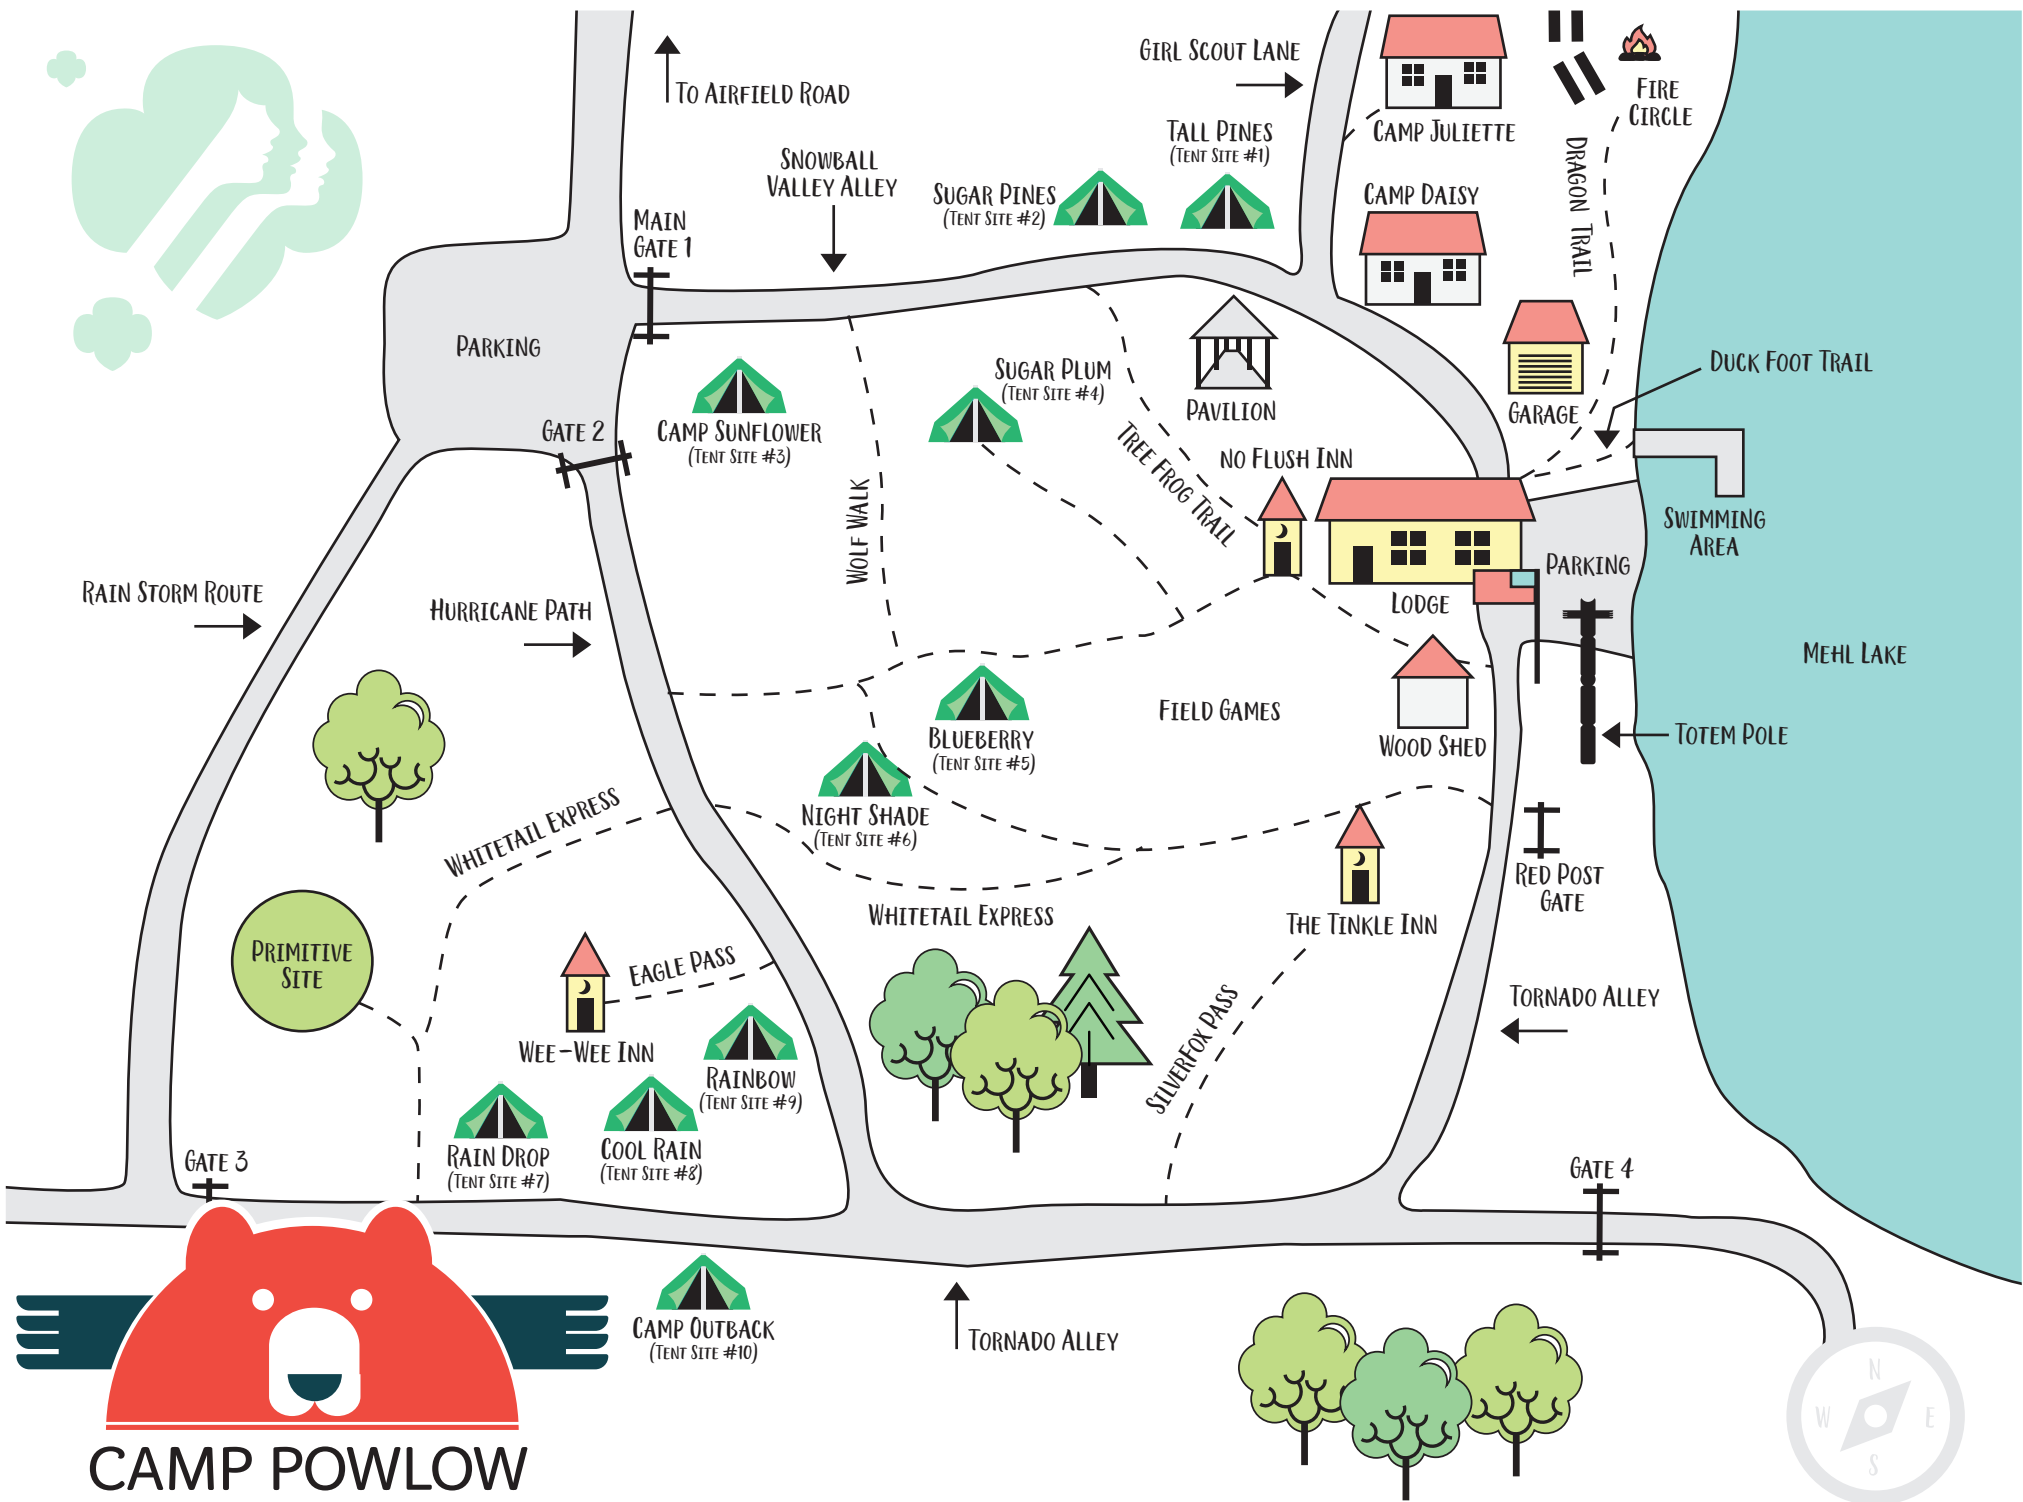 Girl Scout Lane
To Airfield Road
Fire
Circle
Camp Juliette
Tall Pines
(Tent Site #1)
Dragon Trail
Snowball
Valley Alley
Sugar Pines
(Tent Site #2)
Camp Daisy
Main
Gate 1
Parking
Sugar Plum
(Tent Site #4)
Pavilion
Garage
Duck Foot Trail
Gate 2
Camp Sunflower
(Tent Site #3)
Tree Frog Trail
No Flush Inn
Wolf Walk
Swimming
Area
Parking
Rain Storm Route
Hurricane Path
Lodge
Mehl Lake
Field Games
Blueberry
(Tent Site #5)
Wood Shed
Totem Pole
Night Shade
(Tent Site #6)
Whitetail Express
Red Post
Gate
Whitetail Express
The Tinkle Inn
Primitive
Site
Eagle Pass
Silverfox Pass
Tornado Alley
Wee-Wee Inn
Rainbow
(Tent Site #9)
Rain Drop
(Tent Site #7)
Cool Rain
(Tent Site #8)
Gate 3
Gate 4
Camp Outback
(Tent Site #10)
Tornado Alley
N
W E
S
CAMP POWLOW